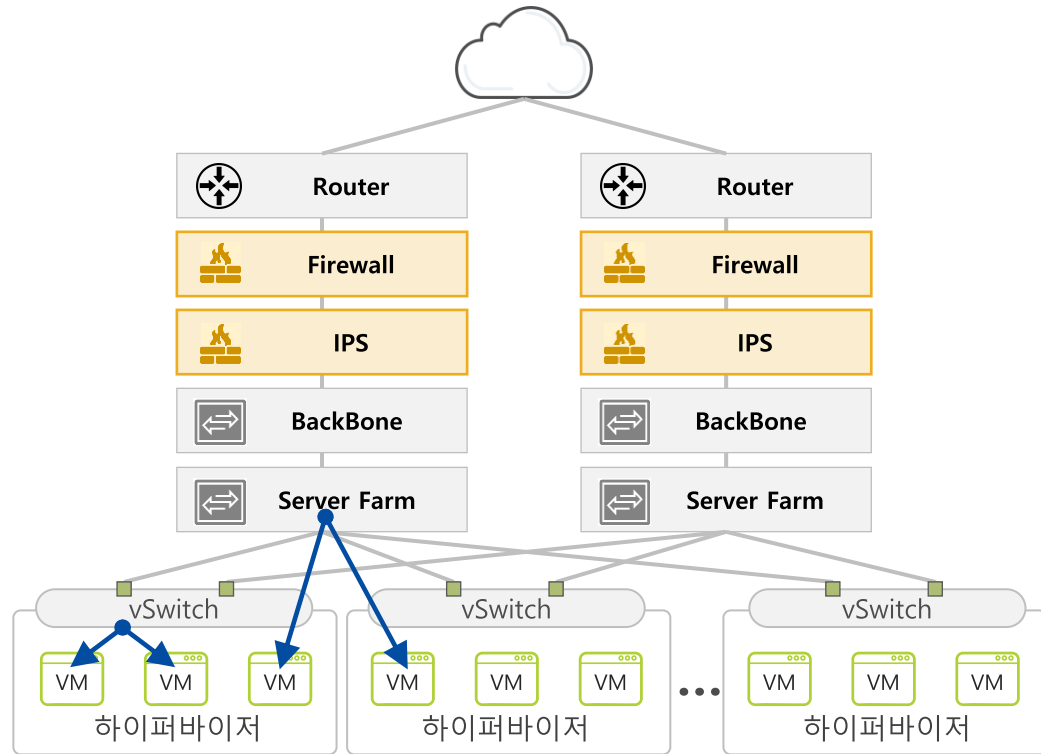 Router
Router
Firewall
Firewall
IPS
IPS
BackBone
BackBone
Server Farm
Server Farm
vSwitch
vSwitch
vSwitch
VM
VM
VM
VM
VM
VM
VM
VM
VM
하이퍼바이저
하이퍼바이저
하이퍼바이저